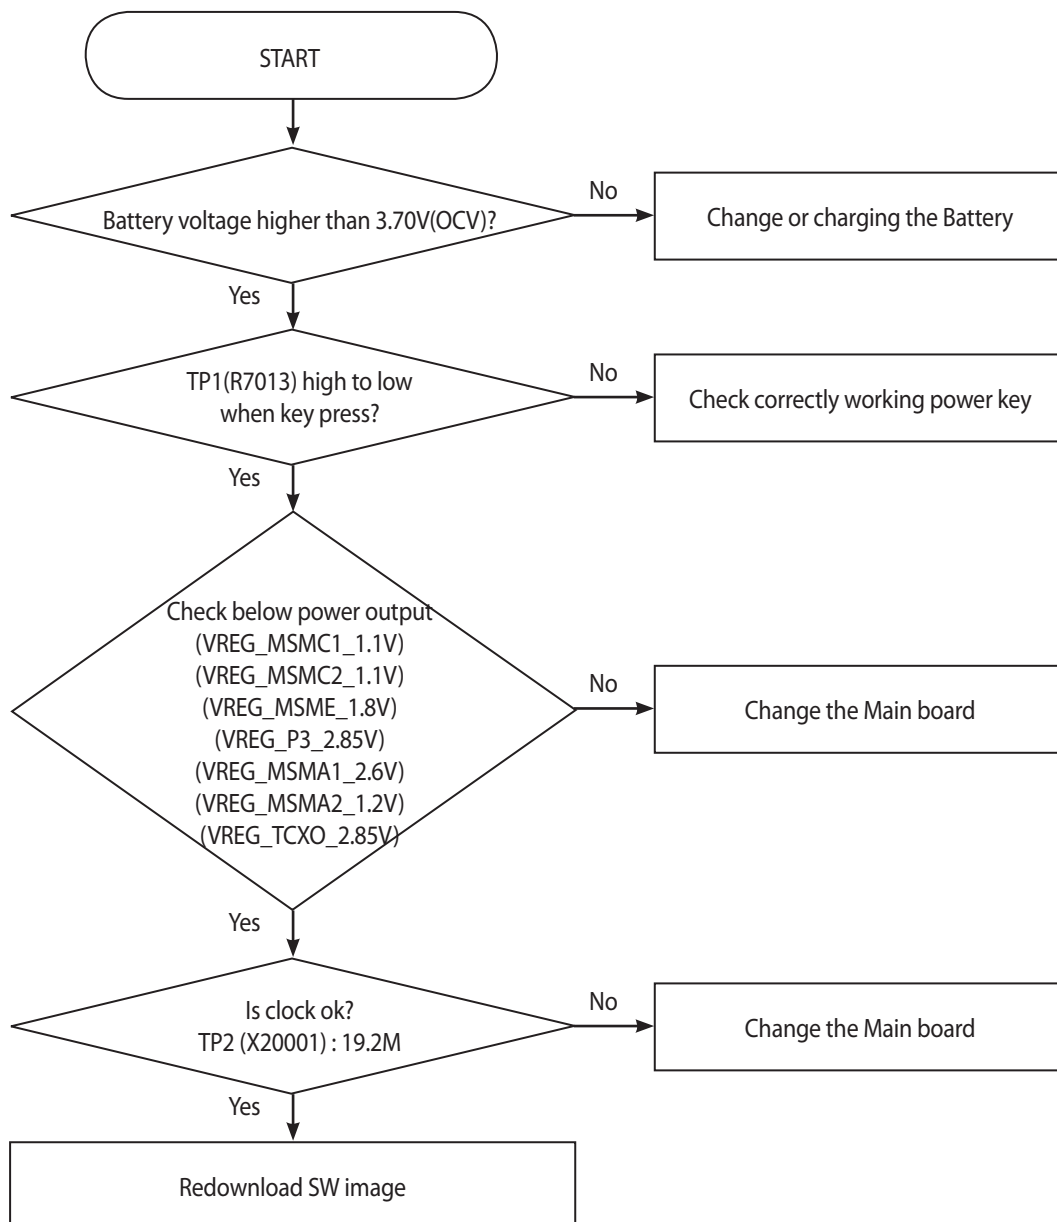 START
Battery voltage higher than 3.70V(OCV)?
No
Change or charging the Battery
Yes
TP1(R7013) high to low
when key press?
No
Check correctly working power key
Yes
Check below power output
(VREG_MSMC1_1.1V)
(VREG_MSMC2_1.1V)
(VREG_MSME_1.8V)
(VREG_P3_2.85V)
(VREG_MSMA1_2.6V)
(VREG_MSMA2_1.2V)
(VREG_TCXO_2.85V)
No
Change the Main board
Yes
Is clock ok?
TP2 (X20001) : 19.2M
No
Change the Main board
Yes
Redownload SW image